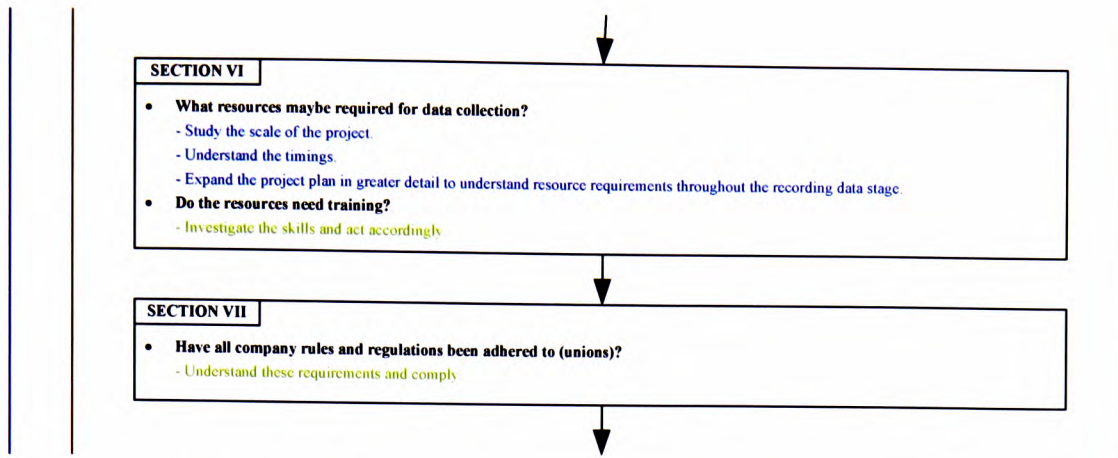 SECTION VI
• What resources maybe required for data collection?
- Study the scale of the project.
- Understand the timings.
- Expand the project plan in greater detail to understand resource requirements throughout the recording data stage.
• Do the resources need training?
- Investigate the skills and act accordingly
SECTION VII
• Have all company rules and regulations been adhered to (unions)?
- Understand these requirements and comply